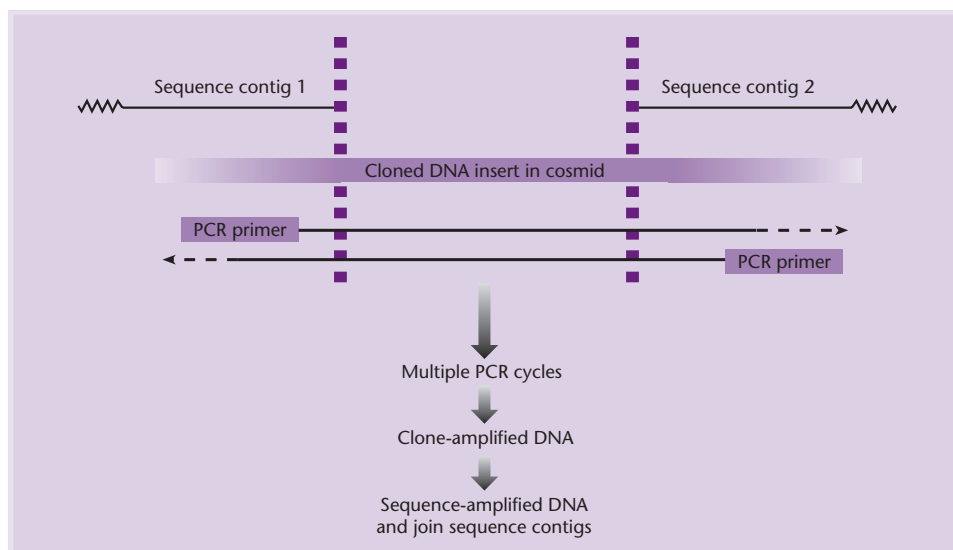 Sequence contig 1
Sequence contig 2
Cloned DNA insert in cosmid
PCR primer
PCR primer
Multiple PCR cycles
Clone-amplified DNA
Sequence-amplified DNA
and join sequence contigs